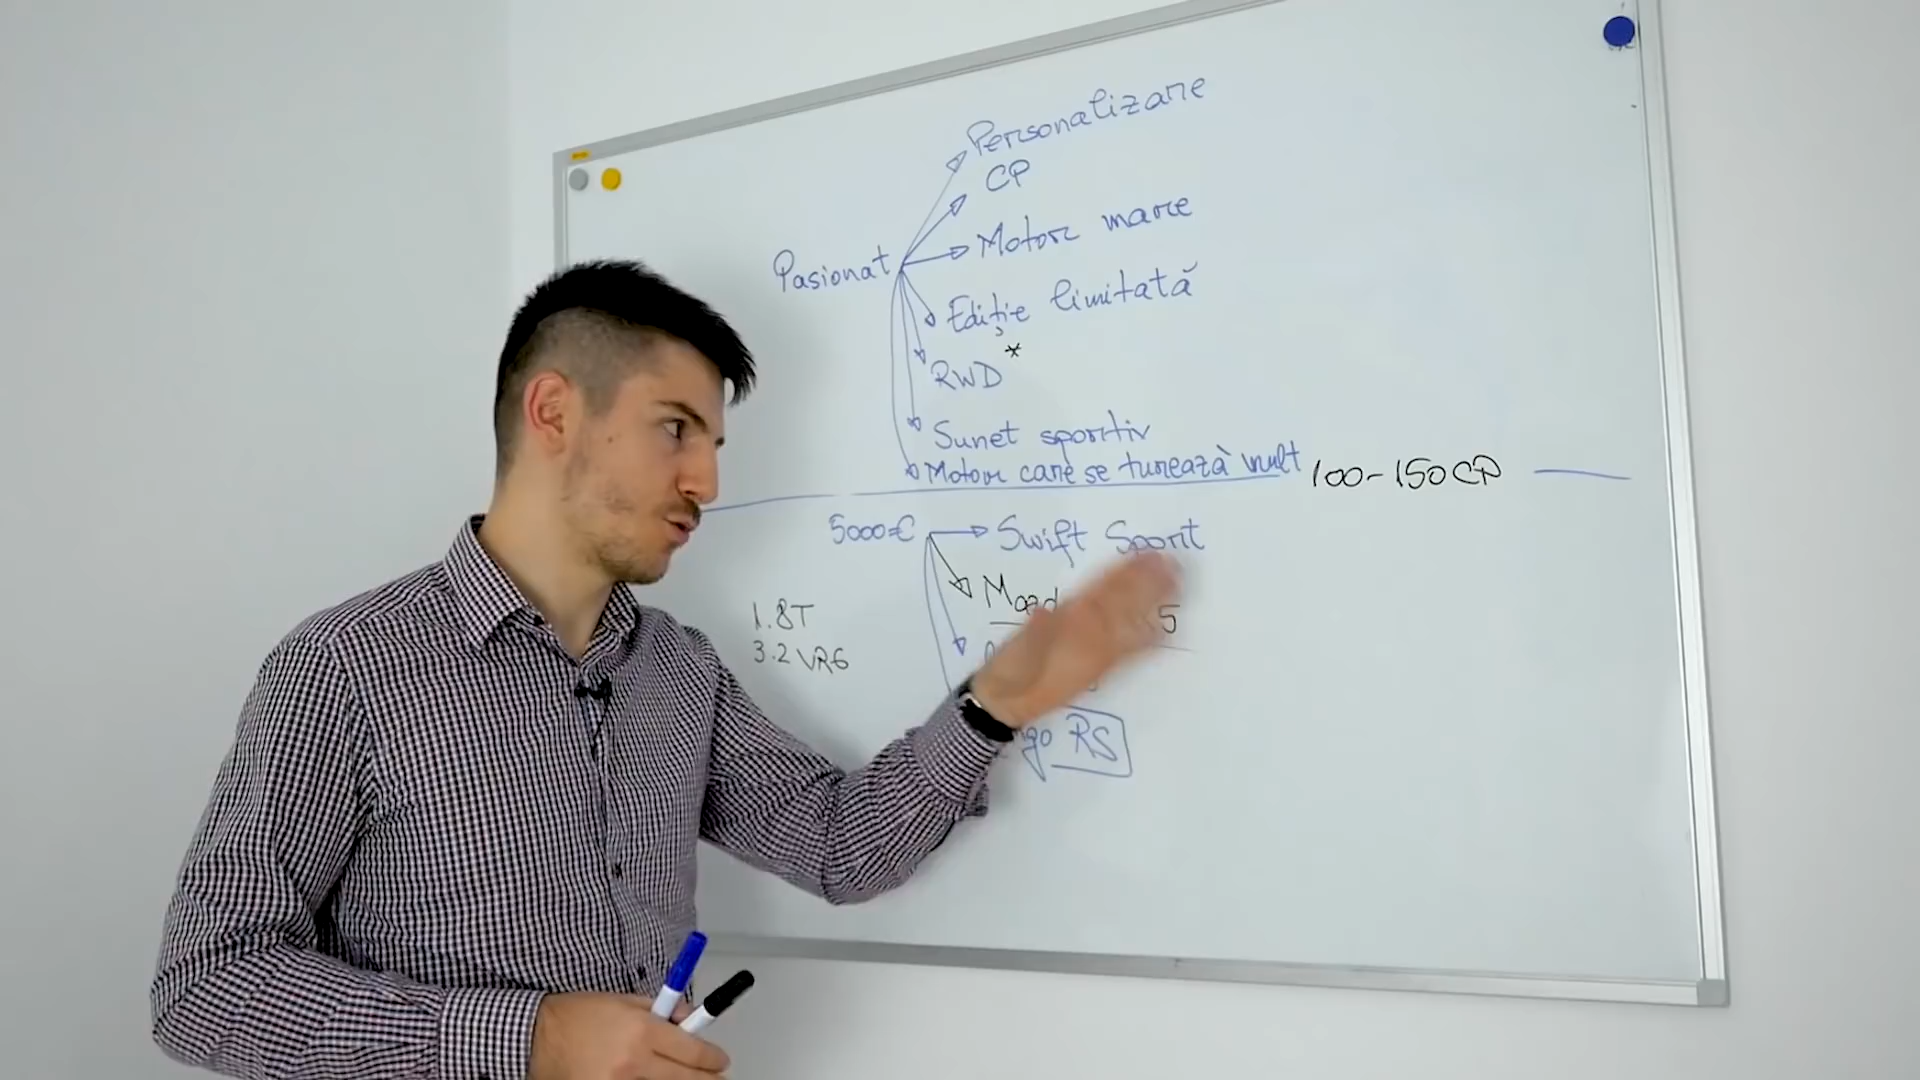 Personalizare
CP
Motor mare
Pasionat
Ediție limitată
RWD *
Sunet sportiv
Motor care se turează mult 100-150CP
5000€ Swift Sport
5
1.8T
3.2 VR6
RS